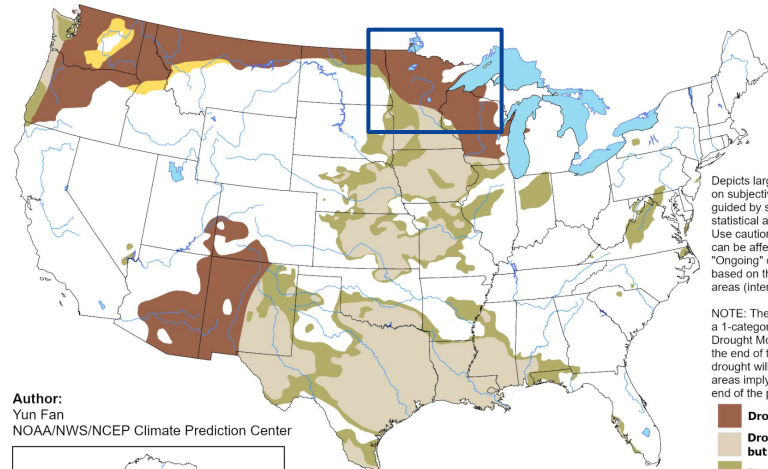 Depicts larg
on subjectiv
guided by s
statistical a
Use caution
can be affe
"Ongoing" d
based on th
areas (inter
NOTE: The
a 1-categor
Drought Mo
the end of t
drought will
areas imply
end of the p
Author:
Yun Fan
NOAA/NWS/NCEP Climate Prediction Center
Dro
Dro
but